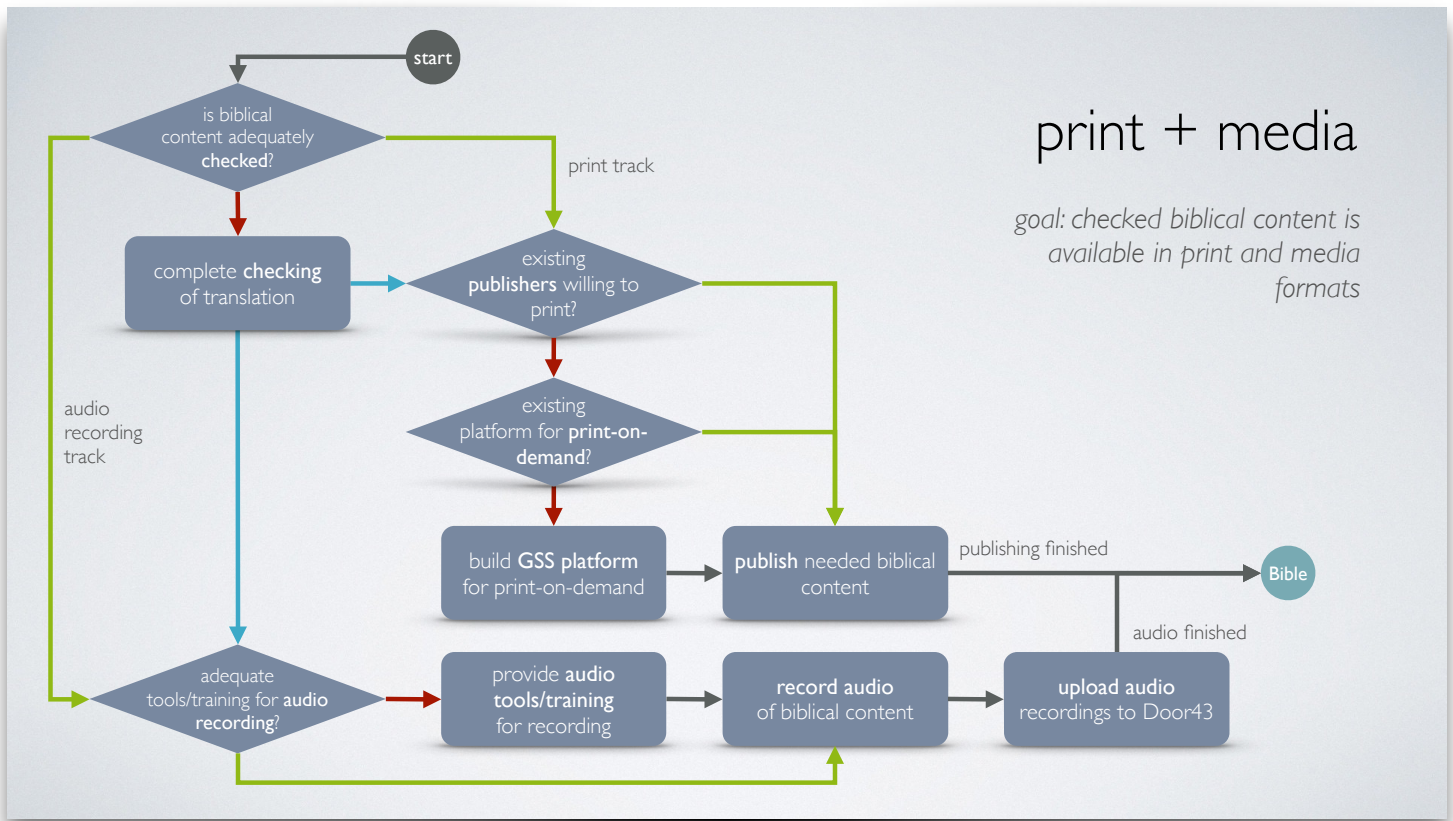 start
is biblical
content adequately
checked?
print + media
print track
goal: checked biblical content is
available in print and media
formats
complete checking
of translation
existing
publishers willing to
print?
audio
recording
track
existing
platform for print-on-
demand?
build GSS platform
for print-on-demand
publish needed biblical
content
publishing finished
Bible
audio finished
adequate
tools/training for audio
recording?
provide audio
tools/training
for recording
record audio
of biblical content
upload audio
recordings to Door43